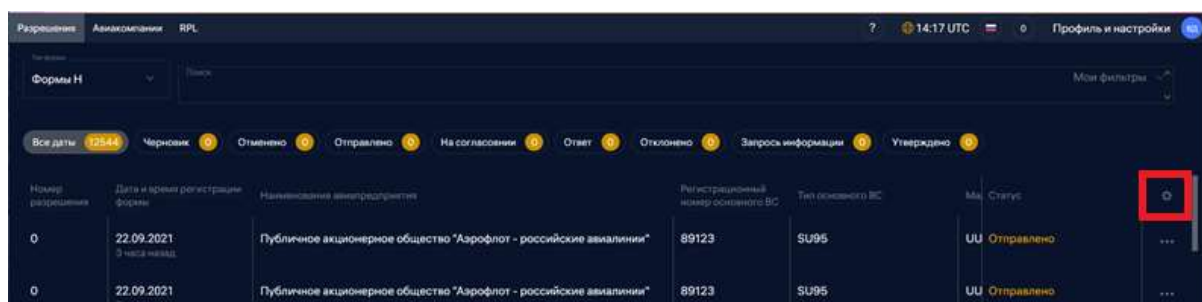 Разрешения Авиакомпании RPL ? 14:17 UTC 0 Профиль и настройки
Формы Н Поиск Мои фильтры
Все даты 12544 Черновик 0 Отменено 0 Отправлено 0 На согласовнии 0 Ответ 0 Отклонено 0 Запрось информации 0 Утверждено 0
Номер Дата и время регистрации Наименования авиапредприятия Регистрационный Тип основного ВС Ма Статус
разрешения формы номер основного ВС
0 22.09.2021 Публичное акционерное общество "Аэрофлот - российские авиалинии" 89123 SU95 UU Отправлено ...
3 часа назад
0 22.09.2021 Публичное акционерное общество "Аэрофлот - российские авиалинии" 89123 SU95 UU Отправлено ...